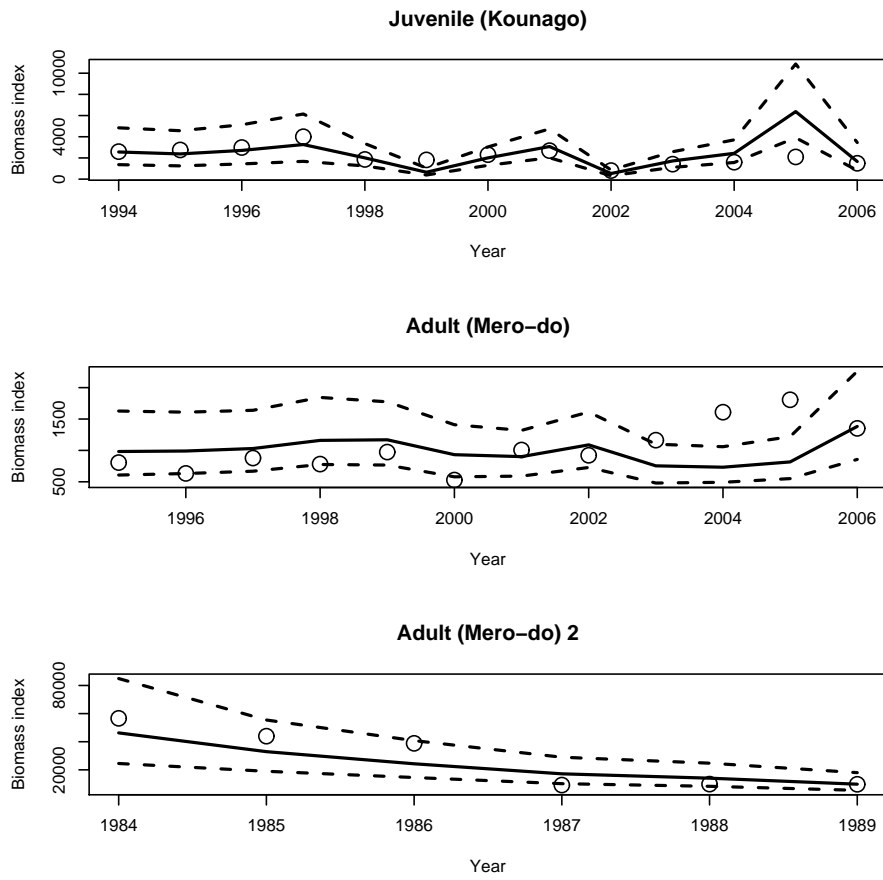 Juvenile (Kounago)
Biomass index
0 4000 10000
1994 1996 1998 2000 2002 2004 2006
Year
Adult (Mero−do)
Biomass index
500 1500
1996 1998 2000 2002 2004 2006
Year
Adult (Mero−do) 2
Biomass index
20000 80000
1984 1985 1986 1987 1988 1989
Year